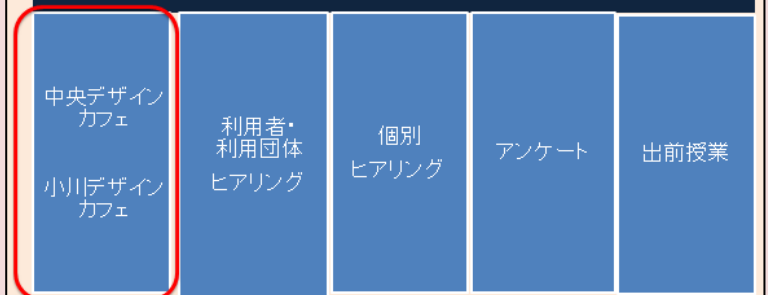 中央デザイン
カフェ
小川デザイン
カフェ
利用者・
利用団体
ヒアリング
個別
ヒアリング
アンケート
出前授業